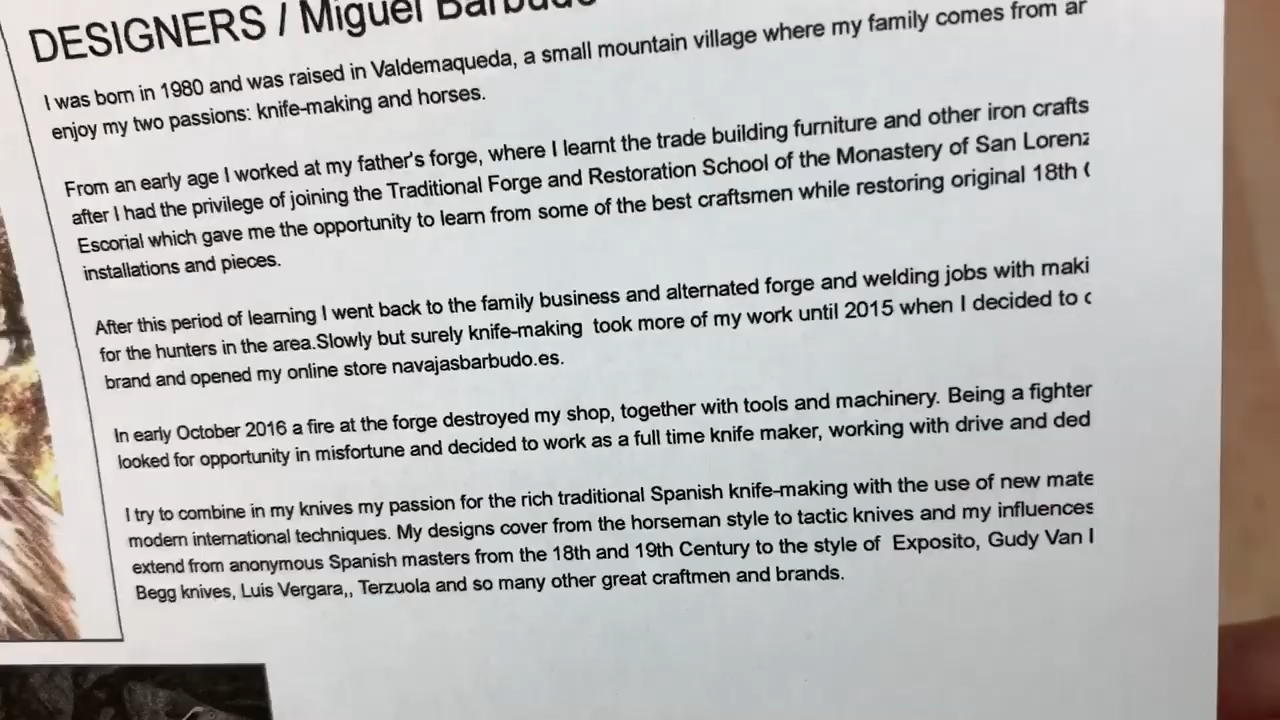 DESIGNERS / Miguel Barbudo
I was born in 1980 and was raised in Valdemaqueda, a small mountain village where my family comes from
enjoy my two passions: knife-making and horses.
From an early age I worked at my father's forge, where I learnt the trade building furniture and other iron crafts
after I had the privilege of joining the Traditional Forge and Restoration School of the Monastery of San
Escorial which gave me the opportunity to learn from some of the best craftsmen while restoring original 18th
installations and pieces.
After this period of learning I went back to the family business and alternated forge and welding jobs with
for the hunters in the area.Slowly but surely knife-making took more of my work until 2015 when I decided to
brand and opened my online store navajasbarbudo.es.
In early October 2016 a fire at the forge destroyed my shop, together with tools and machinery. Being a fighter
looked for opportunity in misfortune and decided to work as a full time knife maker, working with drive and
I try to combine in my knives my passion for the rich traditional Spanish knife-making with the use of new
modern international techniques. My designs cover from the horseman style to tactic knives and my influences
extend from anonymous Spanish masters from the 18th and 19th Century to the style of Exposito, Gudy Van
Begg knives, Luis Vergara,, Terzuola and so many other great craftmen and brands.